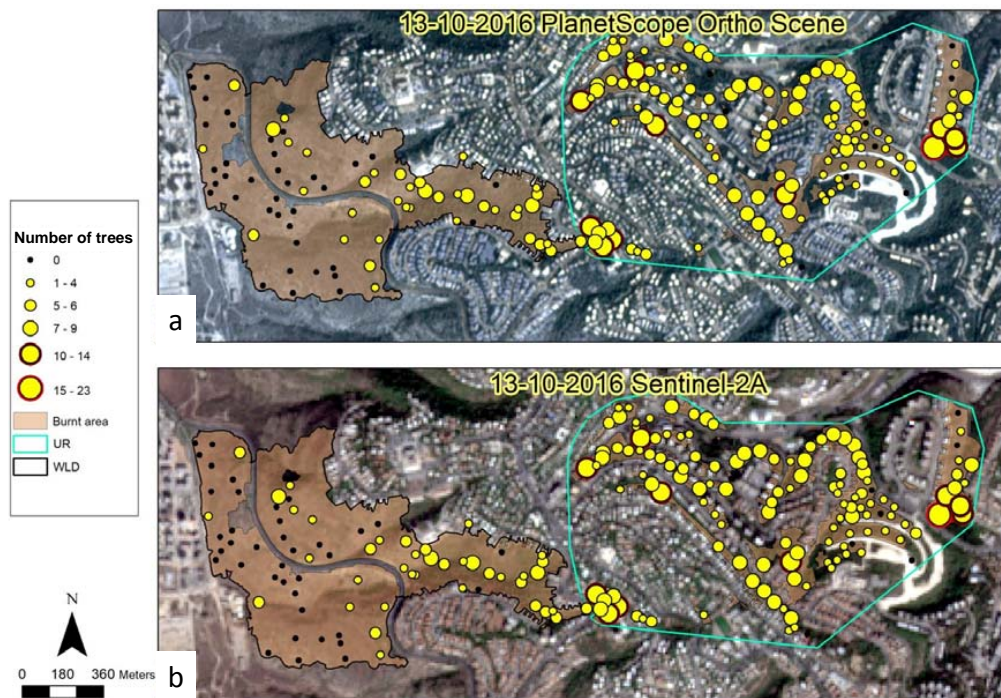 13-10-2016 PlanetScope Ortho Scene
a
Number of trees
0
1 - 4
5 - 6
7 - 9
10 - 14
15 - 23
Burnt area
UR
WLD
13-10-2016 Sentinel-2A
b
N
0 180 360 Meters